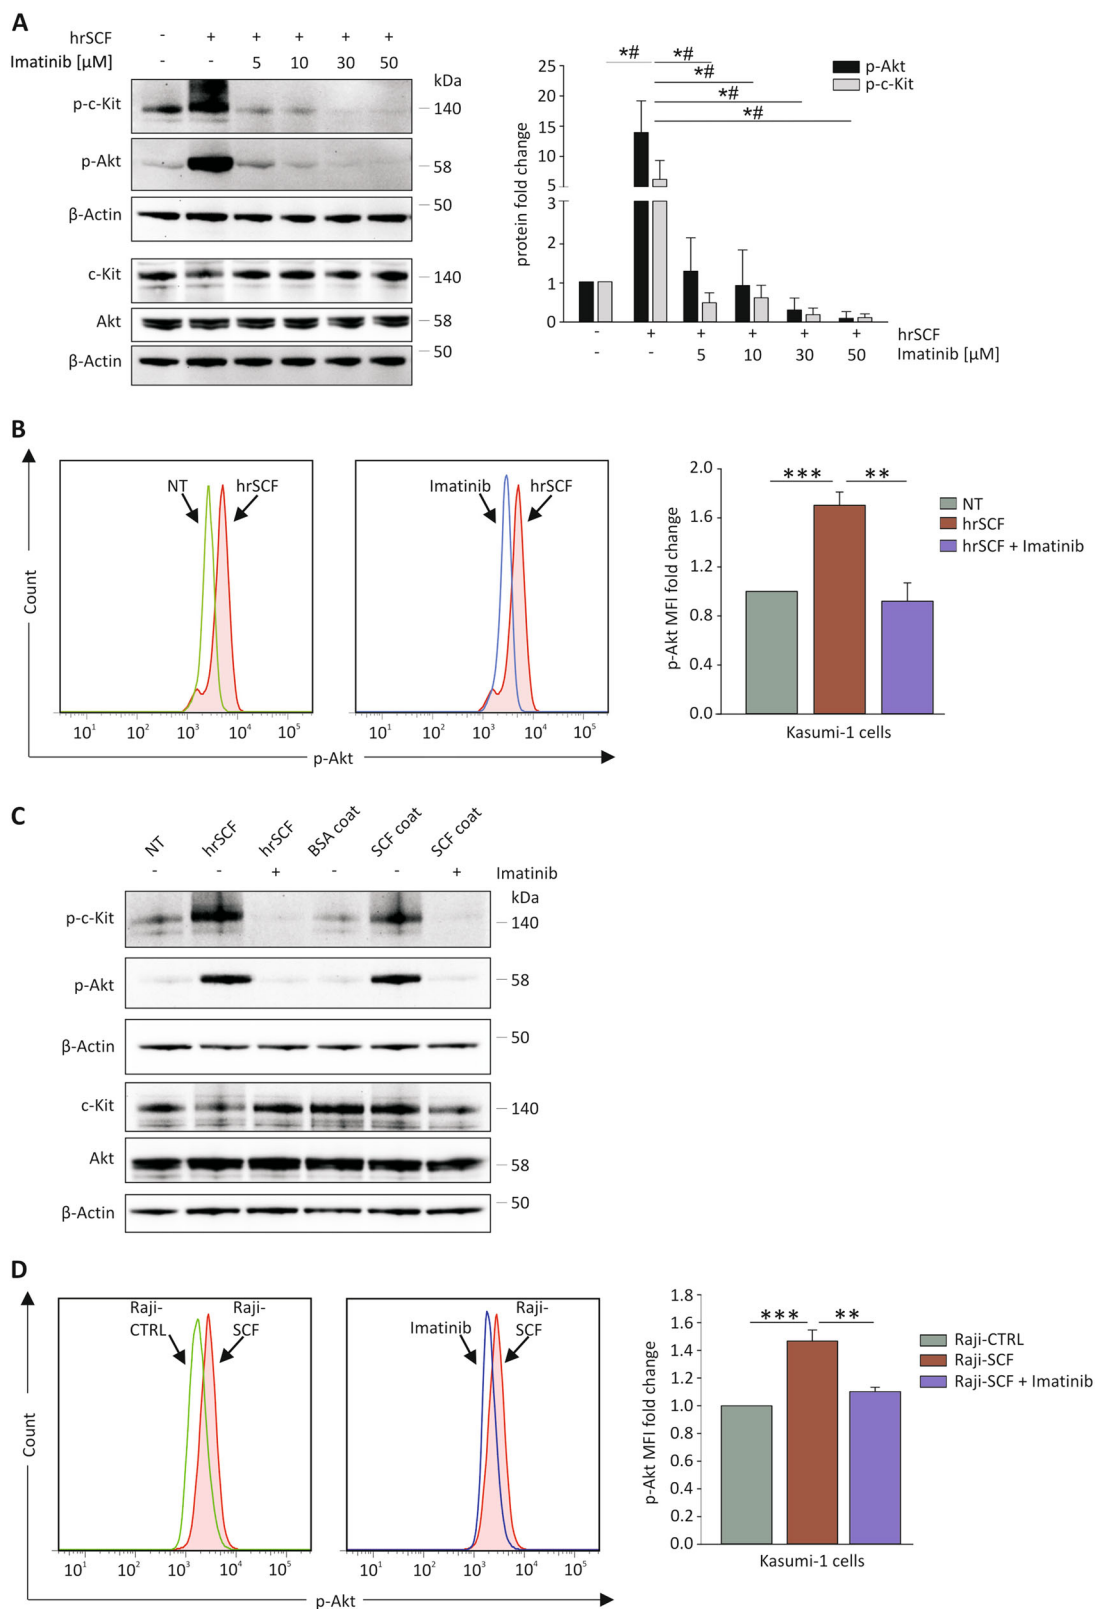 A
hrSCF - + + + + +
Imatinib [μM] - - 5 10 30 50
kDa
p-c-Kit 140
p-Akt 58
50
β-Actin
c-Kit 140
Akt 58
50
β-Actin
*# *#
*#
*#
*#
p-Akt
p-c-Kit
protein fold change
25
20
15
10
5
3
2
1
0
- + + + + + hrSCF
- - 5 10 30 50 Imatinib [μM]
B
NT hrSCF
Imatinib hrSCF
Count
10¹ 10² 10³ 10⁴ 10⁵
10¹ 10² 10³ 10⁴ 10⁵
p-Akt
p-Akt MFI fold change
2.0
1.6
1.2
0.8
0.4
0.0
*** **
NT
hrSCF
hrSCF + Imatinib
Kasumi-1 cells
C
NT hrSCF hrSCF BSA coat SCF coat SCF coat
- - + - - + Imatinib
kDa
p-c-Kit 140
p-Akt 58
50
β-Actin
c-Kit 140
Akt 58
50
β-Actin
D
Raji-
CTRL
Raji-
SCF
Imatinib
Raji-
SCF
Count
10¹ 10² 10³ 10⁴ 10⁵
10¹ 10² 10³ 10⁴ 10⁵
p-Akt
p-Akt MFI fold change
1.8
1.6
1.4
1.2
1.0
0.8
0.6
0.4
0.2
0.0
*** **
Raji-CTRL
Raji-SCF
Raji-SCF + Imatinib
Kasumi-1 cells